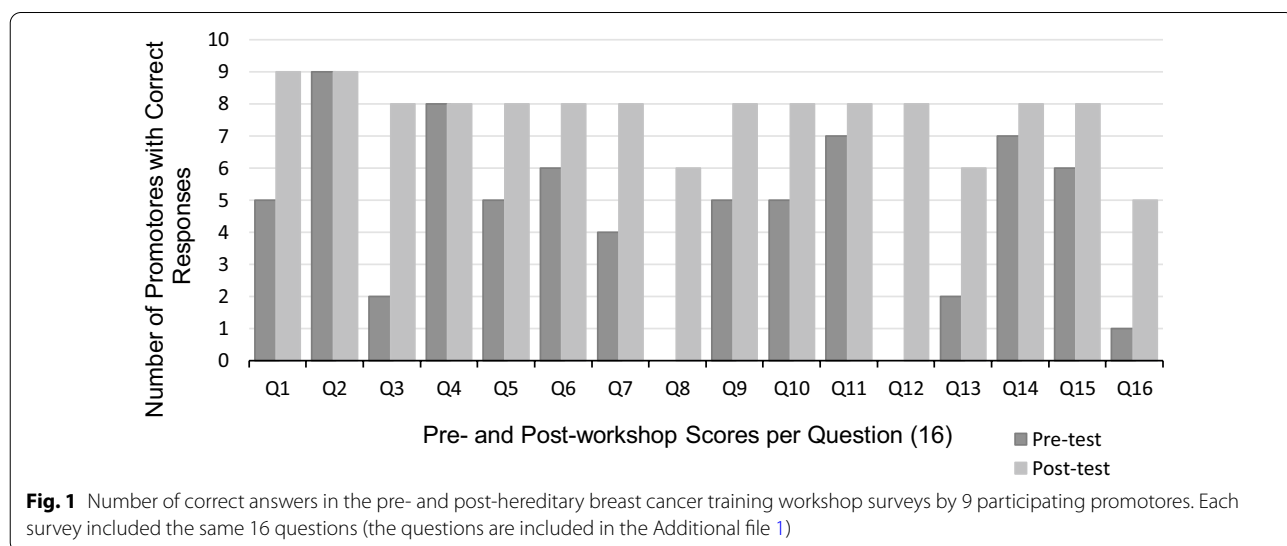 10
9
8
7
6
5
4
3
2
1
0
Number of Promotores with Correct
Responses
Q1 Q2 Q3 Q4 Q5 Q6 Q7 Q8 Q9 Q10 Q11 Q12 Q13 Q14 Q15 Q16
Pre- and Post-workshop Scores per Question (16)
Pre-test
Post-test
Fig. 1 Number of correct answers in the pre- and post-hereditary breast cancer training workshop surveys by 9 participating promotores. Each
survey included the same 16 questions (the questions are included in the Additional file 1)